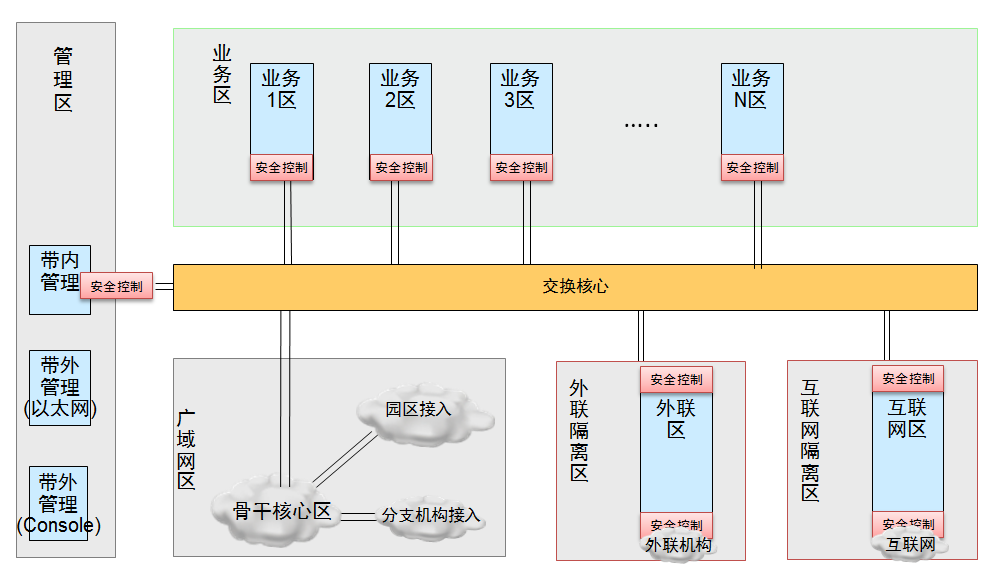 管
理
区
带内
管理
安全控制
带外
管理
(以太网)
带外
管理
(Console)
业
务
区
业务
1区
安全控制
业务
2区
安全控制
业务
3区
安全控制
.....
业务
N区
安全控制
交换核心
广
域
网
区
园区接入
骨干核心区
分支机构接入
外
联
隔
离
区
安全控制
外联
区
安全控制
外联机构
互
联
网
隔
离
区
安全控制
互联
网区
安全控制
互联网